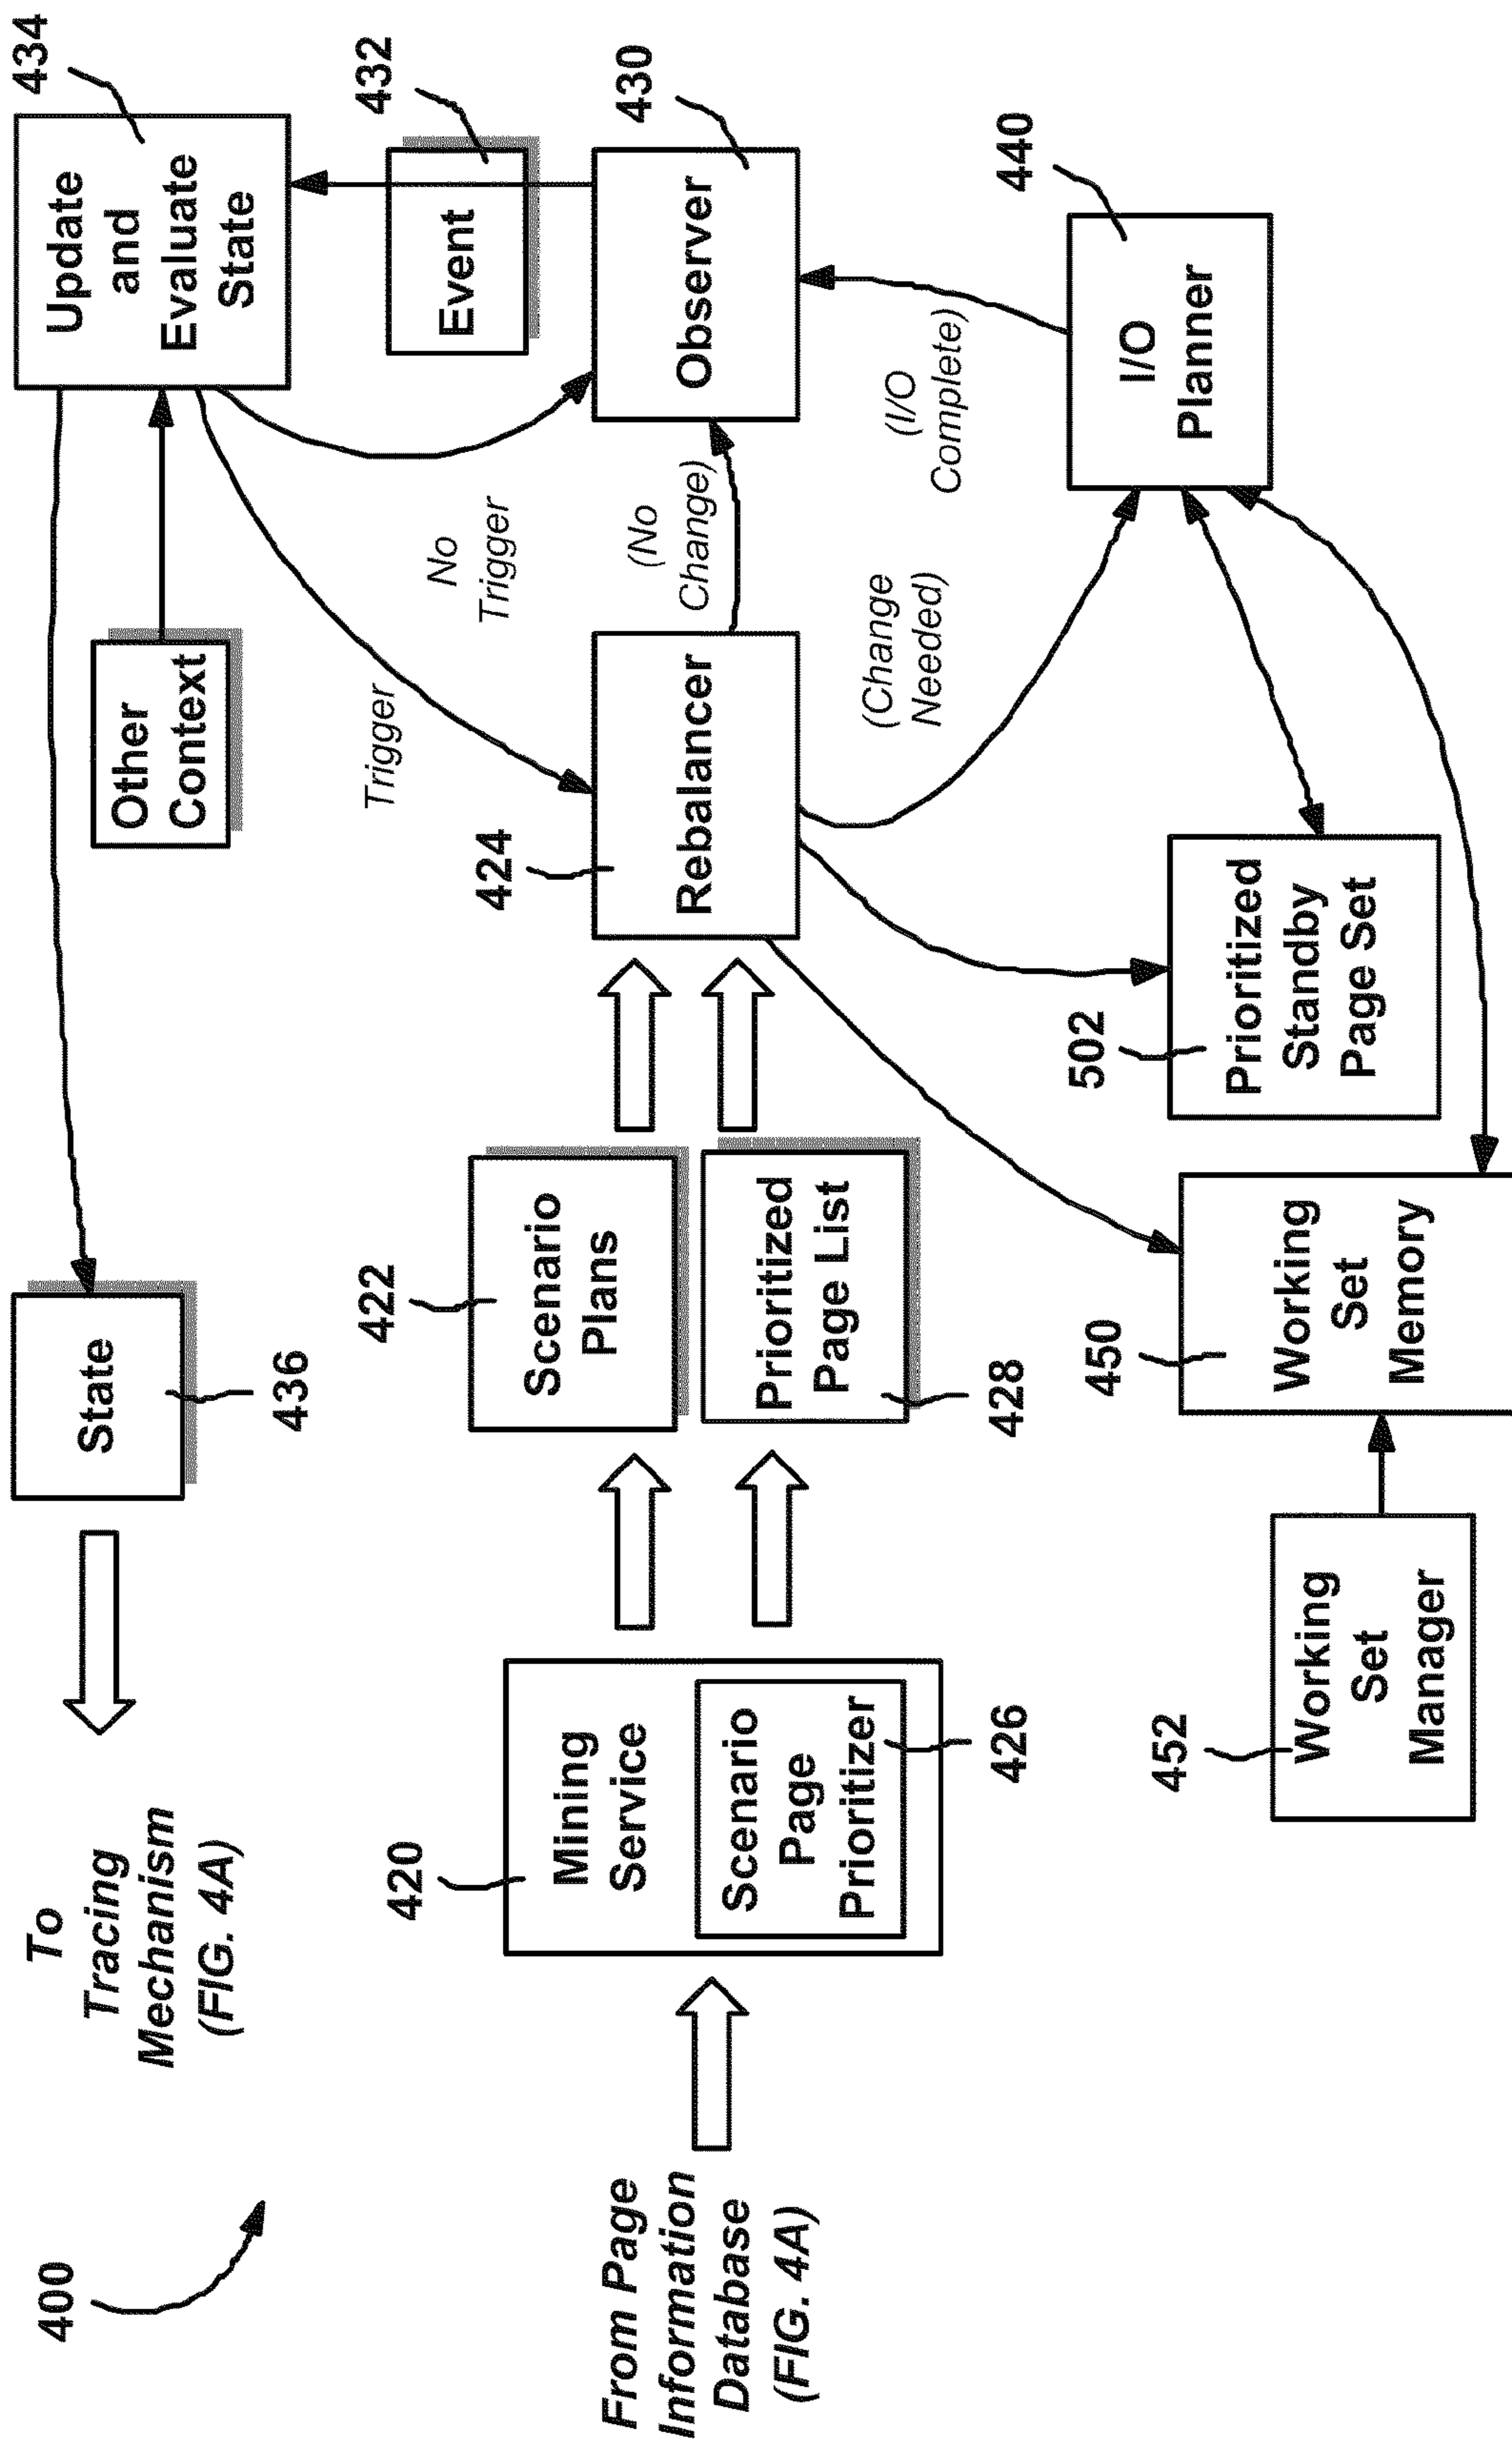 400
To
Tracing
Mechanism
(FIG. 4A)
State
436
Other
Context
Update
and
Evaluate
State
434
Event
432
Trigger
No
Trigger
From Page
Information
Database
(FIG. 4A)
420
Mining
Service
Scenario
Page
Prioritizer
426
422
Scenario
Plans
Prioritized
Page List
428
424
Rebalancer
(No
Change)
Observer
430
(Change
Needed)
(I/O
Complete)
I/O
Planner
440
502
Prioritized
Standby
Page Set
450
Working
Set
Memory
452
Working
Set
Manager